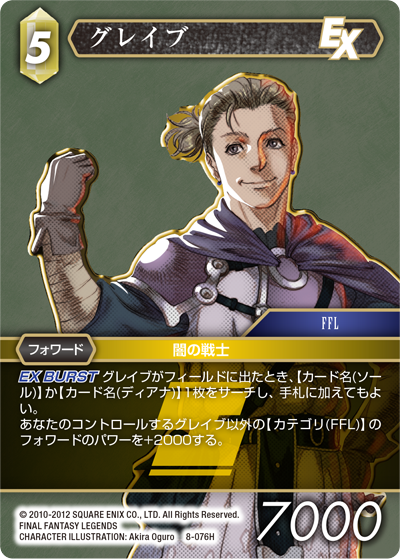 5
グレイブ
EX
FFL
フォワード
闇の戦士
EX BURST グレイブがフィールドに出たとき、【カード名(ソー
ル)】か【カード名(ディアナ)】1枚をサーチし、手札に加えてもよ
い。
あなたのコントロールするグレイブ以外の【カテゴリ(FFL)】の
フォワードのパワーを+2000する。
© 2010-2012 SQUARE ENIX CO., LTD. All Rights Reserved.
FINAL FANTASY LEGENDS
CHARACTER ILLUSTRATION: Akira Oguro 8-076H
7000